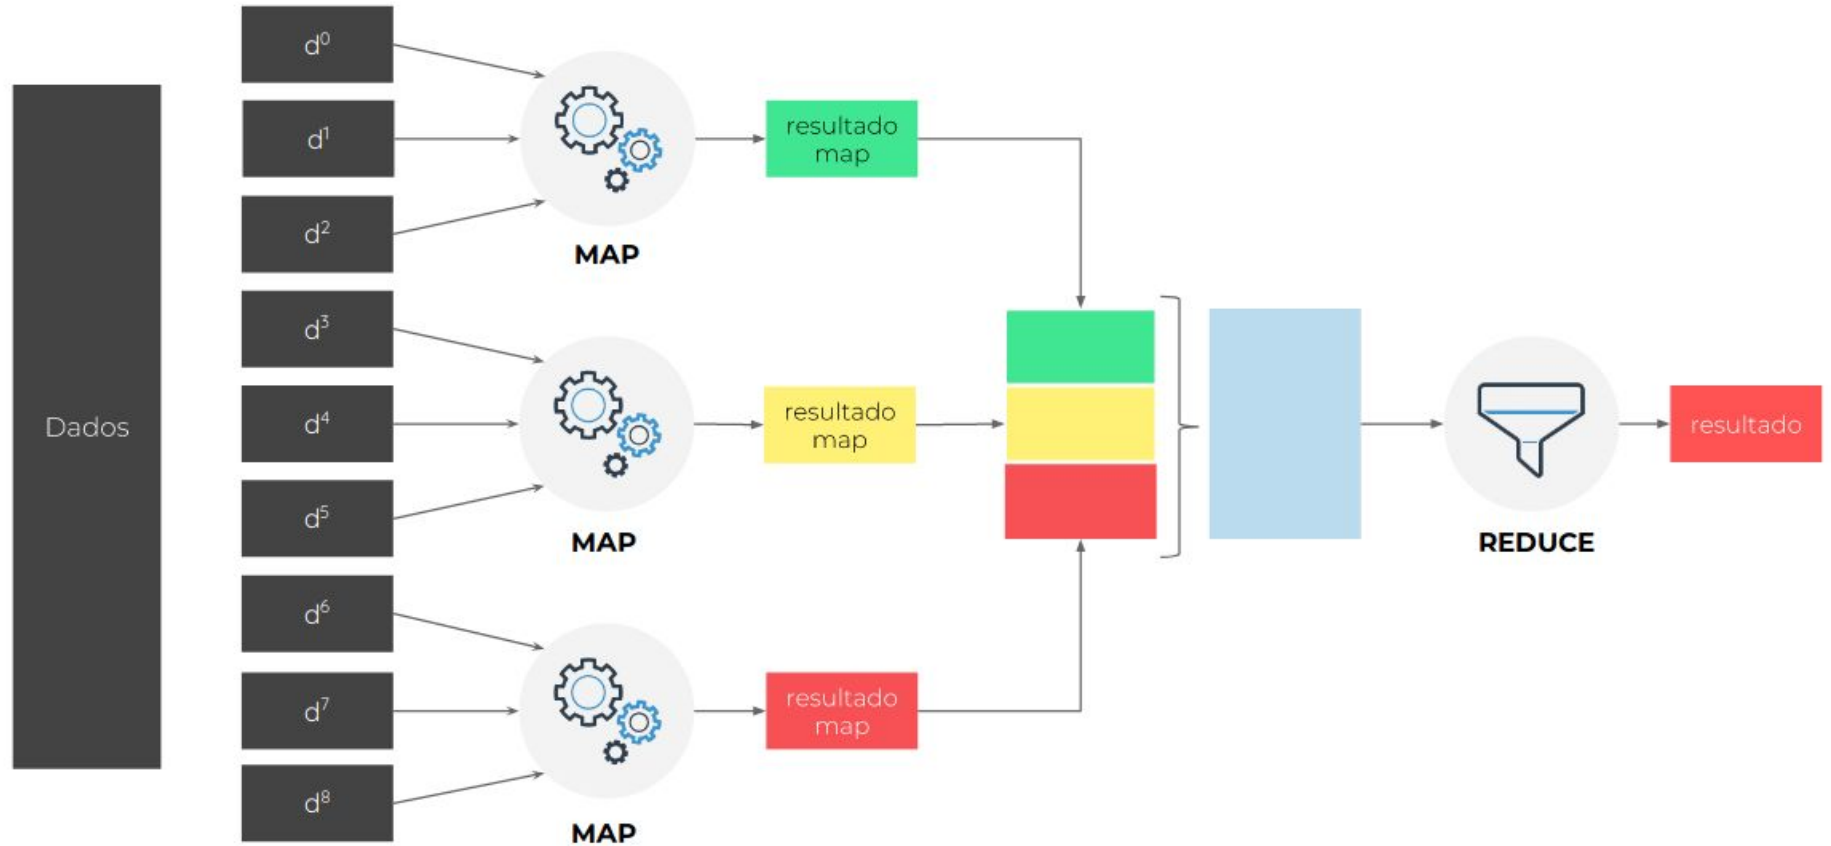 Dados
d⁰
d¹
d²
d³
d⁴
d⁵
d⁶
d⁷
d⁸
MAP
MAP
MAP
resultado
map
resultado
map
resultado
map
REDUCE
resultado